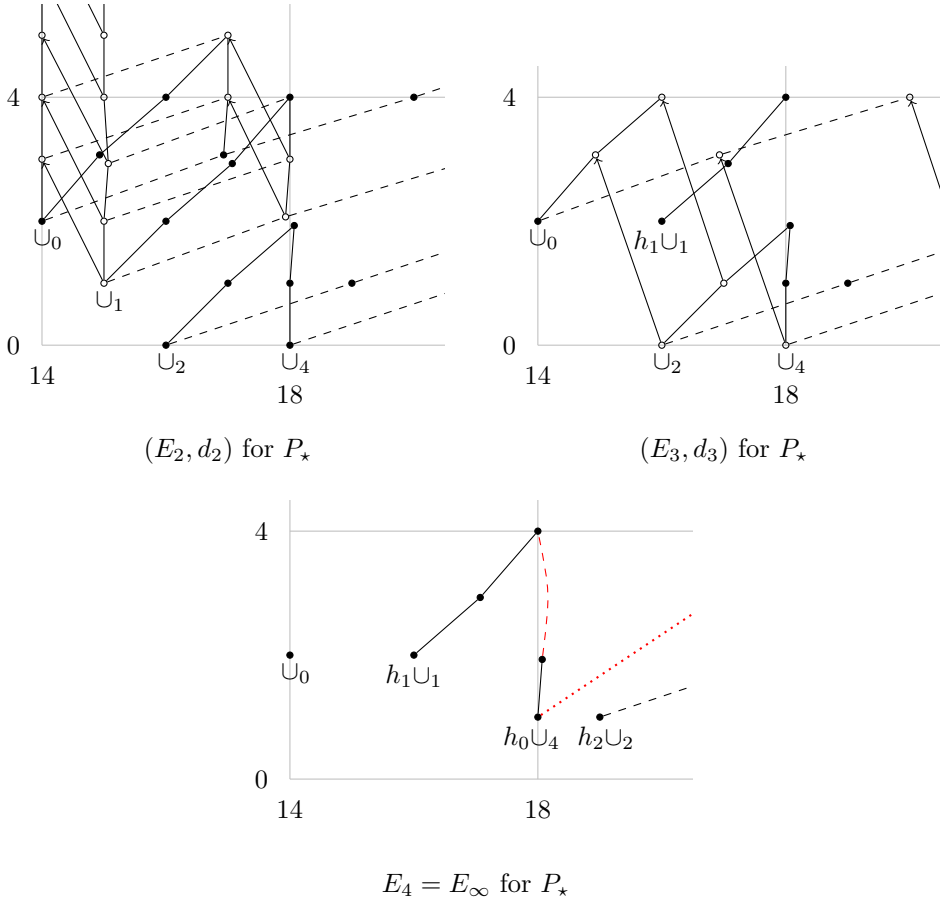 4
4
∪₀
h₁∪₁
∪₁
0
0
∪₂
∪₄
∪₂
∪₄
14
14
18
18
(E₂, d₂) for P⋆
(E₃, d₃) for P⋆
∪₀
4
∪₀
h₁∪₁
h₀∪₄
h₂∪₂
0
14
18
E₄ = E∞ for P⋆